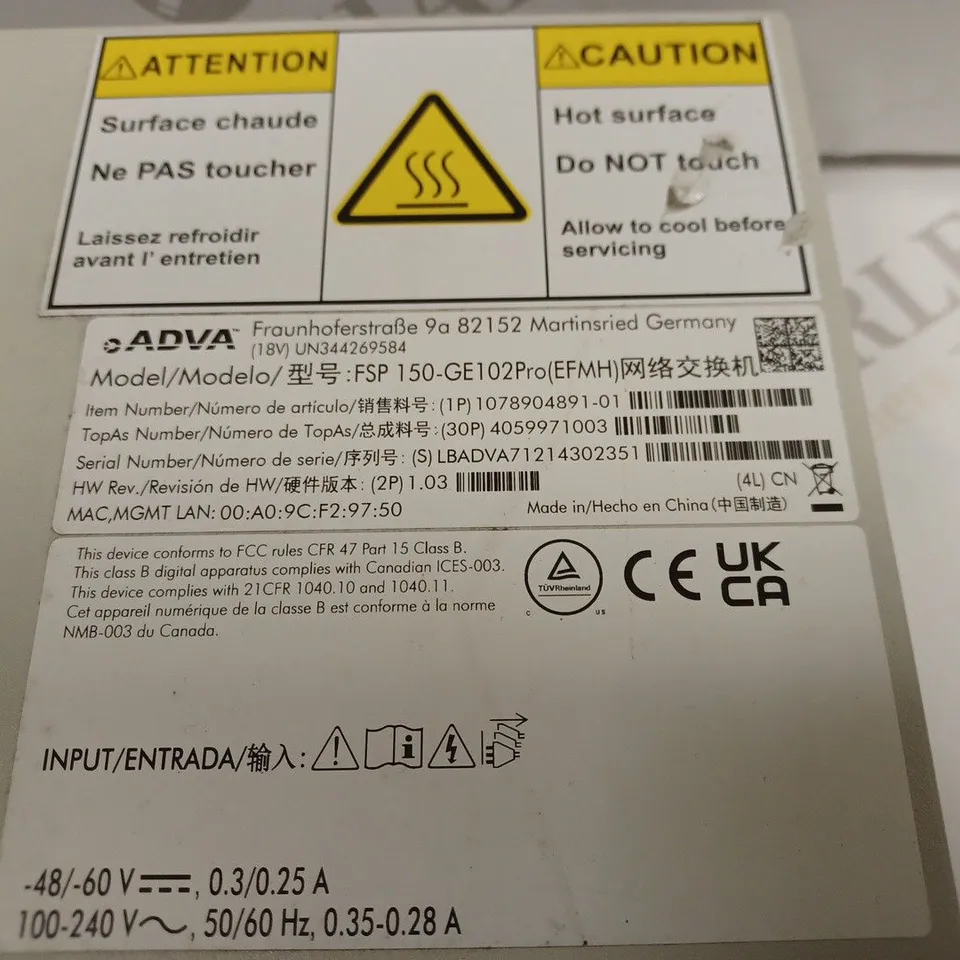 ATTENTION
Surface chaude
Ne PAS toucher
Laissez refroidir
avant l' entretien
CAUTION
Hot surface
Do NOT touch
Allow to cool before
servicing
ADVA™ Fraunhoferstraße 9a 82152 Martinsried Germany
(18V) UN344269584
Model/Modelo/型号:FSP 150-GE102Pro(EFMH)网络交换机
Item Number/Número de artículo/销售料号: (1P) 1078904891-01
TopAs Number/Número de TopAs/总成料号: (30P) 4059971003
Serial Number/Número de serie/序列号: (S) LBADVA71214302351
HW Rev./Revisión de HW/硬件版本: (2P) 1.03
(4L) CN
MAC,MGMT LAN: 00:A0:9C:F2:97:50
Made in/Hecho en China(中国制造)
This device conforms to FCC rules CFR 47 Part 15 Class B.
This class B digital apparatus complies with Canadian ICES-003.
This device complies with 21CFR 1040.10 and 1040.11.
Cet appareil numérique de la classe B est conforme à la norme
NMB-003 du Canada.
TÜVRheinland
c us
CE
UK
CA
INPUT/ENTRADA/输入:
-48/-60 V, 0.3/0.25 A
100-240 V~, 50/60 Hz, 0.35-0.28 A